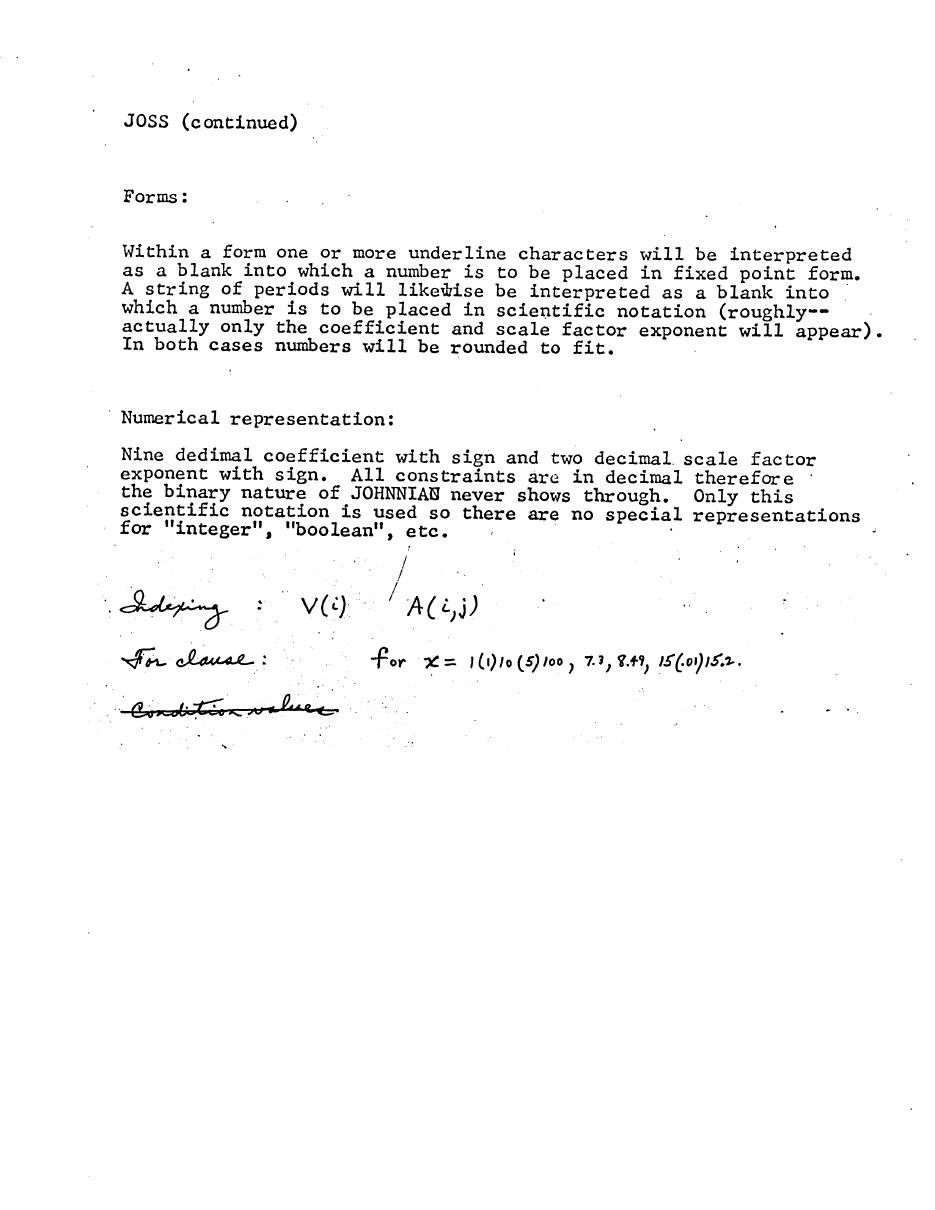 JOSS (continued)
Forms:
Within a form one or more underline characters will be interpreted
as a blank into which a number is to be placed in fixed point form.
A string of periods will likewise be interpreted as a blank into
which a number is to be placed in scientific notation (roughly--
actually only the coefficient and scale factor exponent will appear).
In both cases numbers will be rounded to fit.
Numerical representation:
Nine dedimal coefficient with sign and two decimal scale factor
exponent with sign. All constraints are in decimal therefore
the binary nature of JOHNNIAN never shows through. Only this
scientific notation is used so there are no special representations
for "integer", "boolean", etc.
Indexing : V(i) / A(i,j)
For clause : for x = 1(1)10(5)100, 7.3, 8.49, 15(.01)15.2.
Condition values